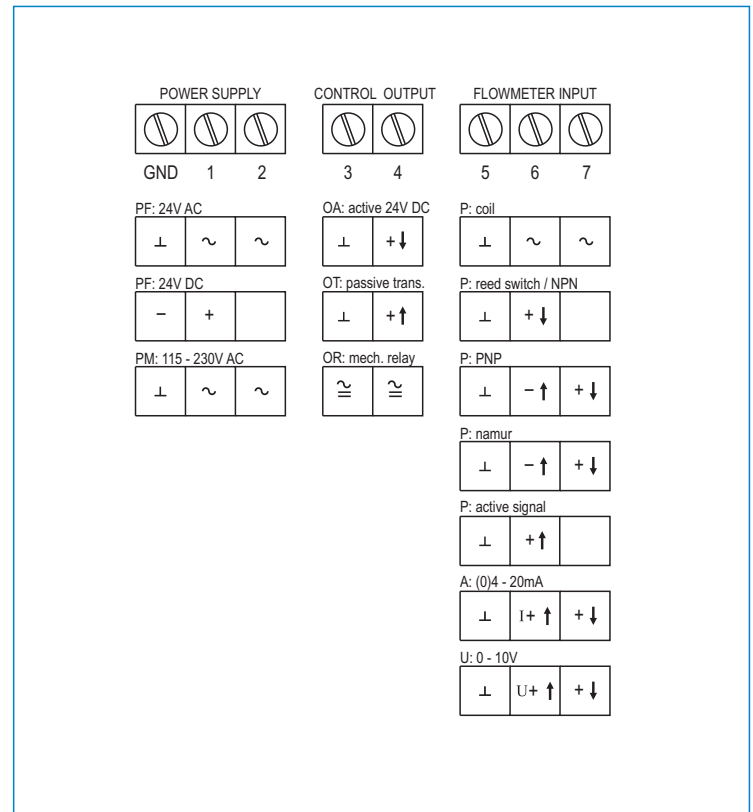 POWER SUPPLY CONTROL OUTPUT FLOWMETER INPUT
GND 1 2 3 4 5 6 7
PF: 24V AC OA: active 24V DC P: coil
⊥ ~ ~ ⊥ +↓ ⊥ ~ ~
PF: 24V DC OT: passive trans. P: reed switch / NPN
− + ⊥ +↑ ⊥ +↓
PM: 115 - 230V AC OR: mech. relay P: PNP
⊥ ~ ~ ≅ ≅ ⊥ −↑ +↓
P: namur
⊥ −↑ +↓
P: active signal
⊥ +↑
A: (0)4 - 20mA
⊥ I+ ↑ +↓
U: 0 - 10V
⊥ U+ ↑ +↓